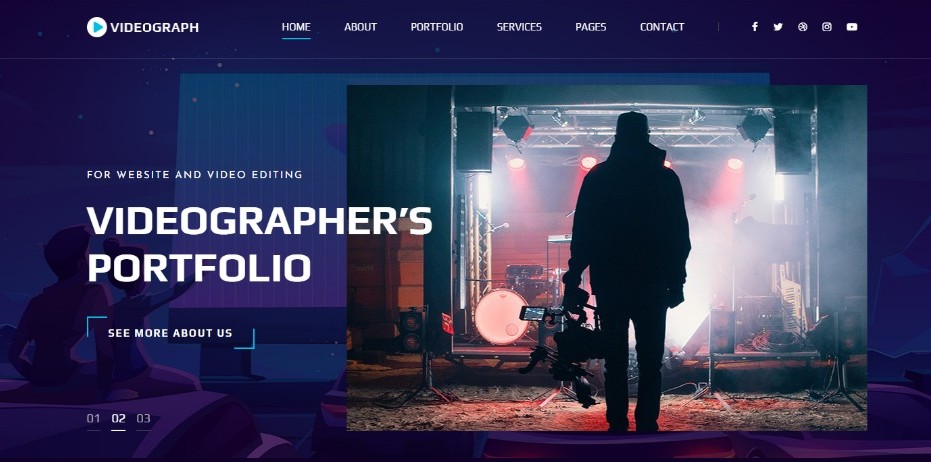 VIDEOGRAPH
HOME ABOUT PORTFOLIO SERVICES PAGES CONTACT
FOR WEBSITE AND VIDEO EDITING
VIDEOGRAPHER’S
PORTFOLIO
SEE MORE ABOUT US
01 02 03